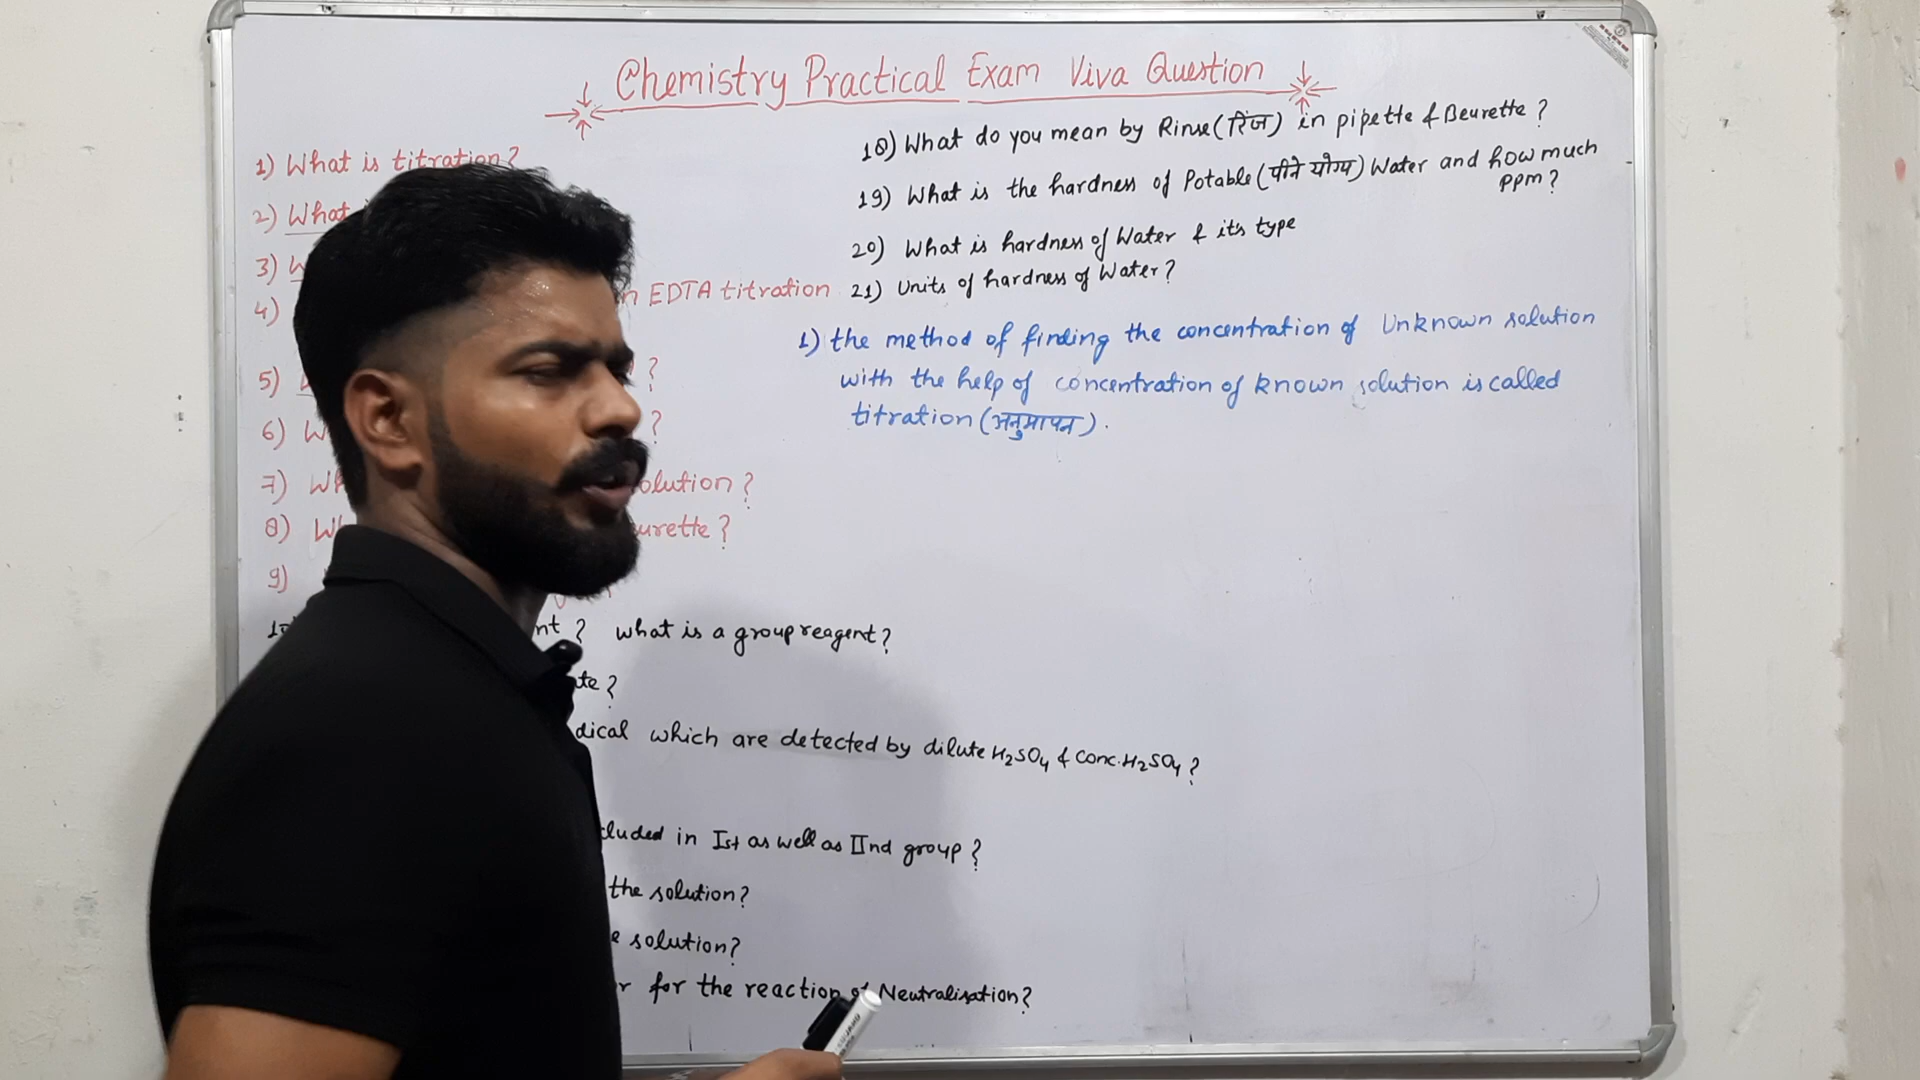 Chemistry Practical Exam Viva Question
1) What is titration?
2) What
3) W
4) n EDTA titration
5) ?
6) W ?
7) Wh olution?
8) Wh urette?
9)
nt? what is a group reagent?
te?
dical which are detected by dilute H₂SO₄ & Conc. H₂SO₄?
cluded in Ist as well as IInd group?
the solution?
e solution?
r for the reaction of Neutralisation?
18) What do you mean by Rinse (रिंज) in pipette & Beurette?
19) What is the hardness of Potable (पीने योग्य) Water and how much
ppm?
20) What is hardness of Water & its type
21) Units of hardness of Water?
1) the method of finding the concentration of Unknown solution
with the help of concentration of known solution is called
titration (अनुमापन).